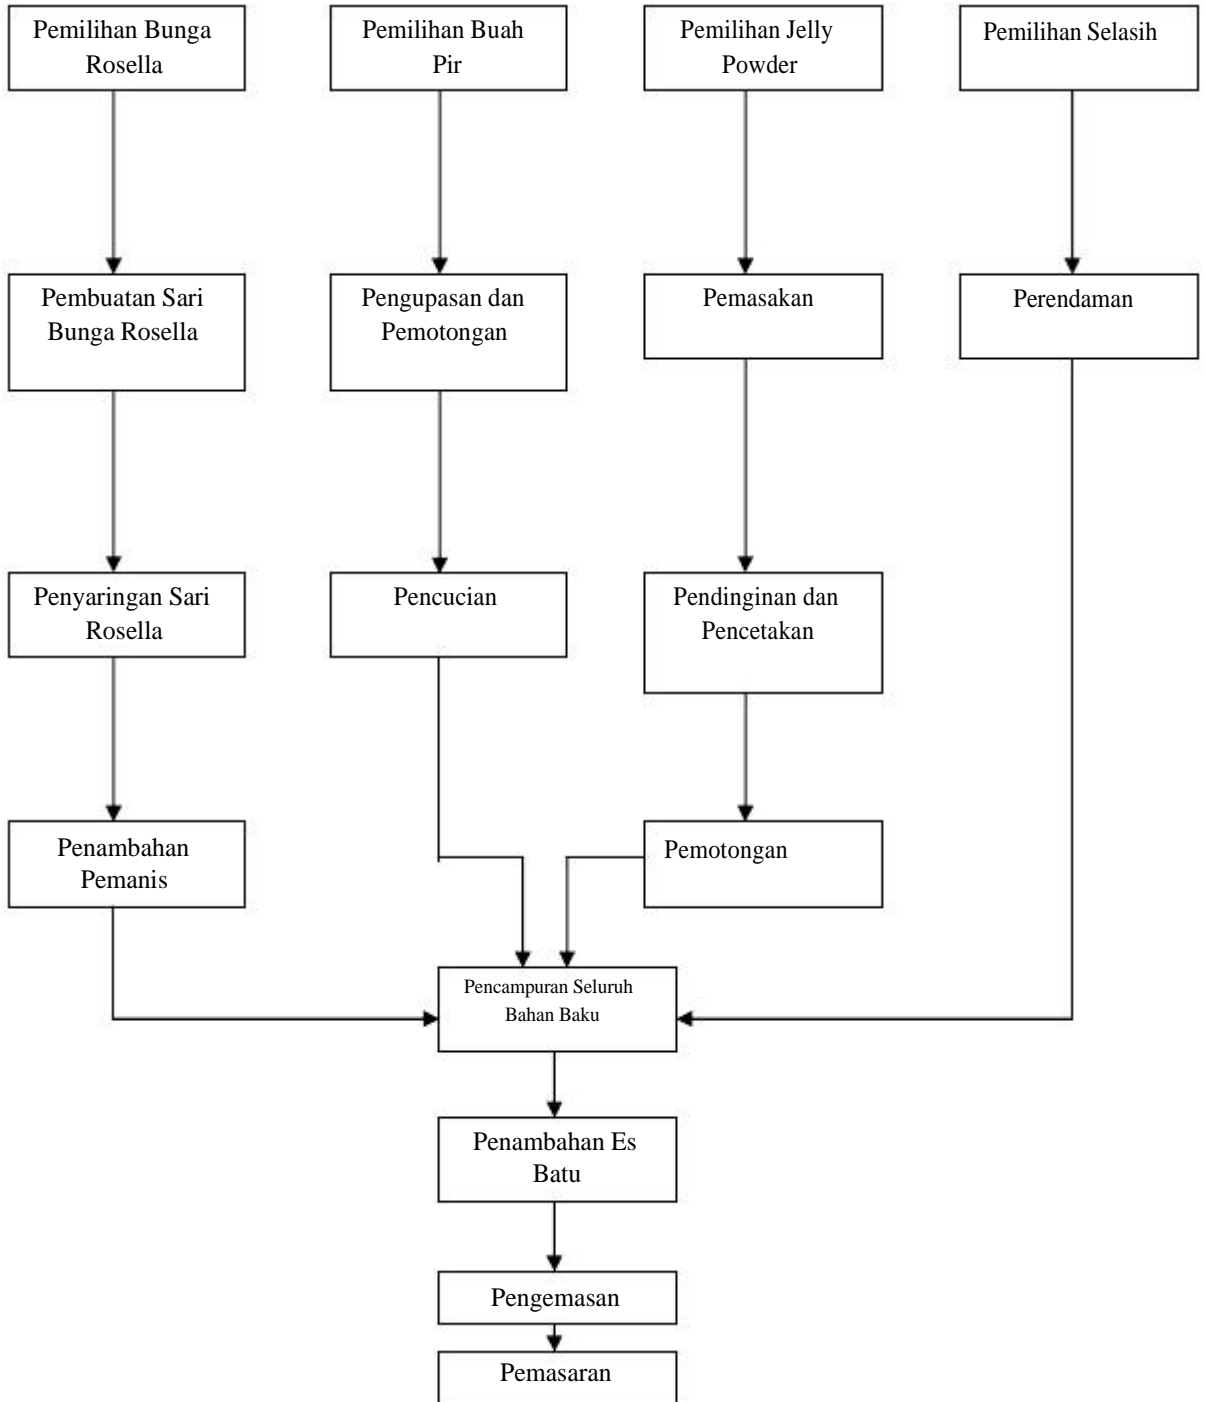 Pemilihan Bunga
Rosella
Pemilihan Buah
Pir
Pemilihan Jelly
Powder
Pemilihan Selasih
Pembuatan Sari
Bunga Rosella
Pengupasan dan
Pemotongan
Pemasakan
Perendaman
Penyaringan Sari
Rosella
Pencucian
Pendinginan dan
Pencetakan
Penambahan
Pemanis
Pemotongan
Pencampuran Seluruh
Bahan Baku
Penambahan Es
Batu
Pengemasan
Pemasaran